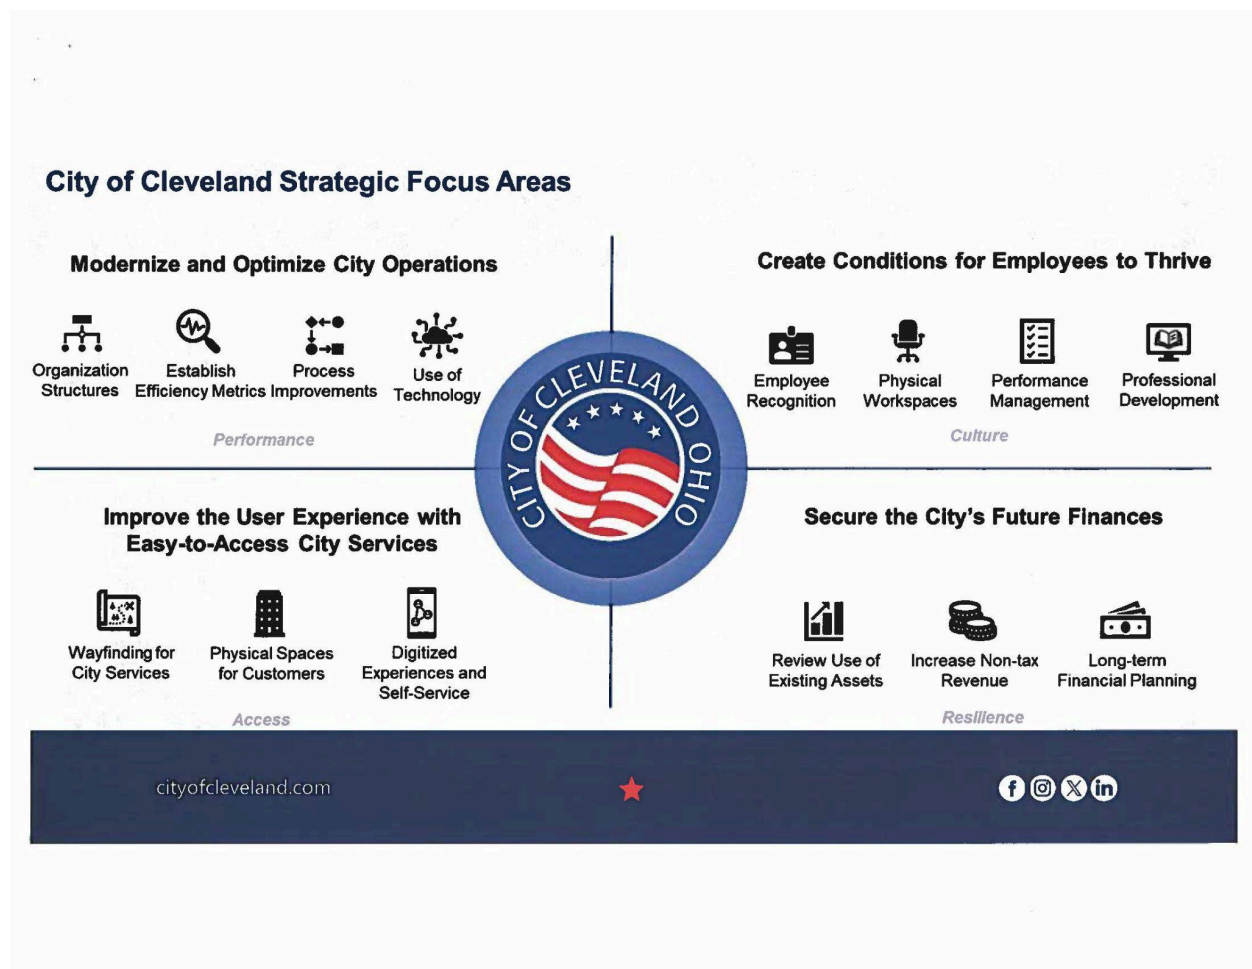 City of Cleveland Strategic Focus Areas
Modernize and Optimize City Operations
Organization
Structures
Establish
Efficiency Metrics
Process
Improvements
Use of
Technology
Performance
Create Conditions for Employees to Thrive
Employee
Recognition
Physical
Workspaces
Performance
Management
Professional
Development
Culture
CITY OF CLEVELAND OHIO
Improve the User Experience with
Easy-to-Access City Services
Wayfinding for
City Services
Physical Spaces
for Customers
Digitized
Experiences and
Self-Service
Access
Secure the City's Future Finances
Review Use of
Existing Assets
Increase Non-tax
Revenue
Long-term
Financial Planning
Resilience
cityofcleveland.com